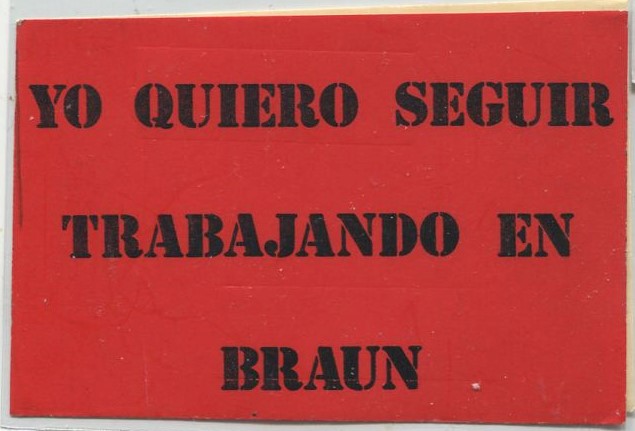 YO QUIERO SEGUIR
TRABAJANDO EN
BRAUN